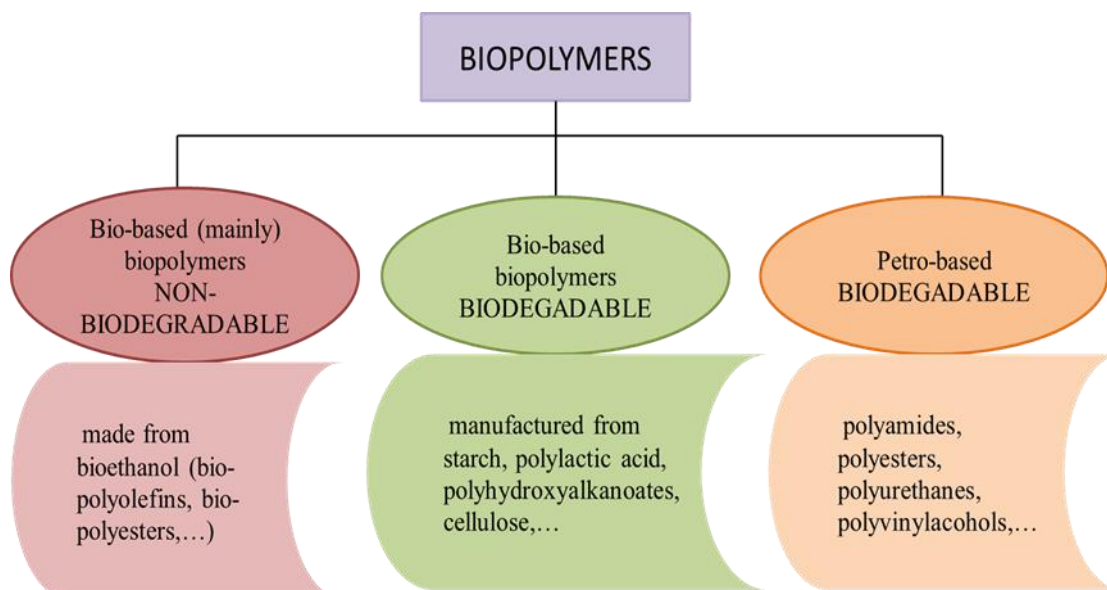 BIOPOLYMERS
Bio-based (mainly)
biopolymers
NON-
BIODEGRADABLE
Bio-based
biopolymers
BIODEGADABLE
Petro-based
BIODEGADABLE
made from
bioethanol (bio-
polyolefins, bio-
polyesters,…)
manufactured from
starch, polylactic acid,
polyhydroxyalkanoates,
cellulose,…
polyamides,
polyesters,
polyurethanes,
polyvinylacohols,…